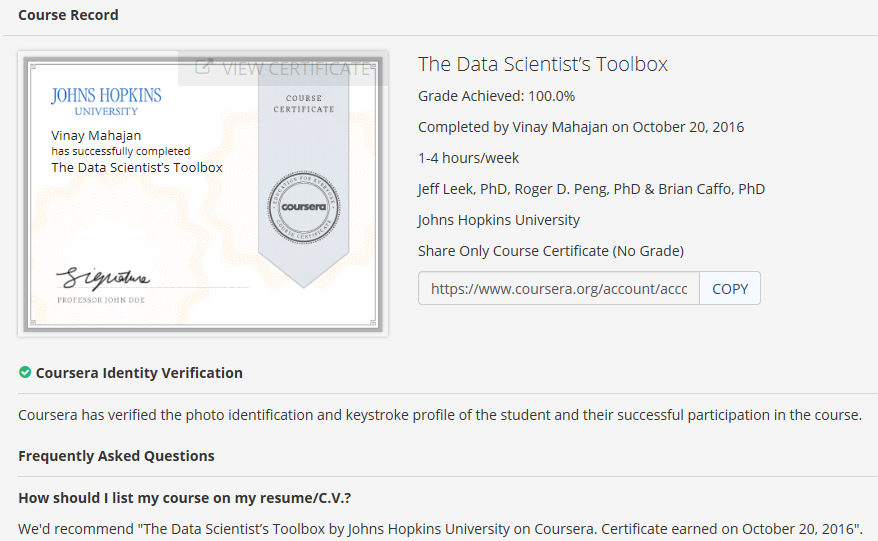 Course Record
VIEW CERTIFICATE
JOHNS HOPKINS
UNIVERSITY
Vinay Mahajan
has successfully completed
The Data Scientist’s Toolbox
COURSE
CERTIFICATE
EDUCATION FOR EVERYONE
coursera
COURSE CERTIFICATE
Signature
PROFESSOR JOHN DOE
The Data Scientist’s Toolbox
Grade Achieved: 100.0%
Completed by Vinay Mahajan on October 20, 2016
1-4 hours/week
Jeff Leek, PhD, Roger D. Peng, PhD & Brian Caffo, PhD
Johns Hopkins University
Share Only Course Certificate (No Grade)
https://www.coursera.org/account/accc COPY
Coursera Identity Verification
Coursera has verified the photo identification and keystroke profile of the student and their successful participation in the course.
Frequently Asked Questions
How should I list my course on my resume/C.V.?
We'd recommend "The Data Scientist’s Toolbox by Johns Hopkins University on Coursera. Certificate earned on October 20, 2016".